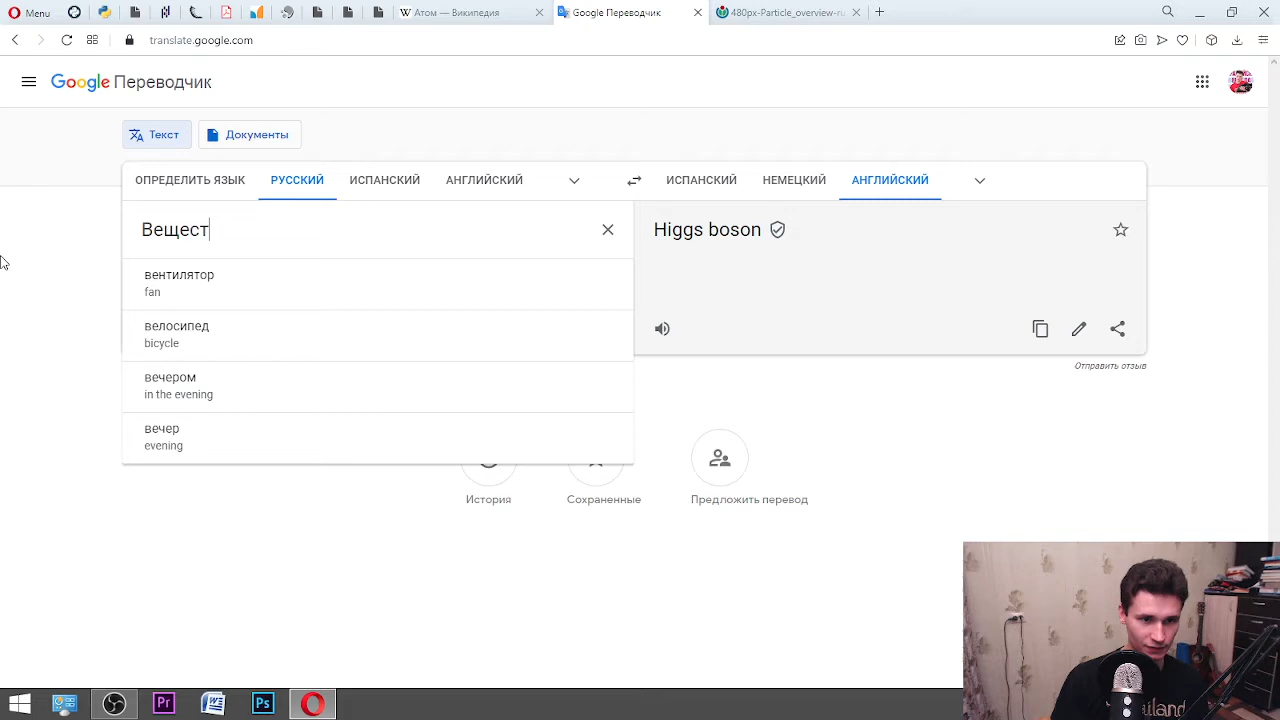 Menu
Атом — Википедия
Google Переводчик
480px-Particle_overview-ru
translate.google.com
Google Переводчик
Текст
Документы
ОПРЕДЕЛИТЬ ЯЗЫК
РУССКИЙ
ИСПАНСКИЙ
АНГЛИЙСКИЙ
ИСПАНСКИЙ
НЕМЕЦКИЙ
АНГЛИЙСКИЙ
Вещест
Higgs boson
вентилятор
fan
велосипед
bicycle
вечером
in the evening
вечер
evening
Отправить отзыв
История
Сохраненные
Предложить перевод
Pr
W
Ps